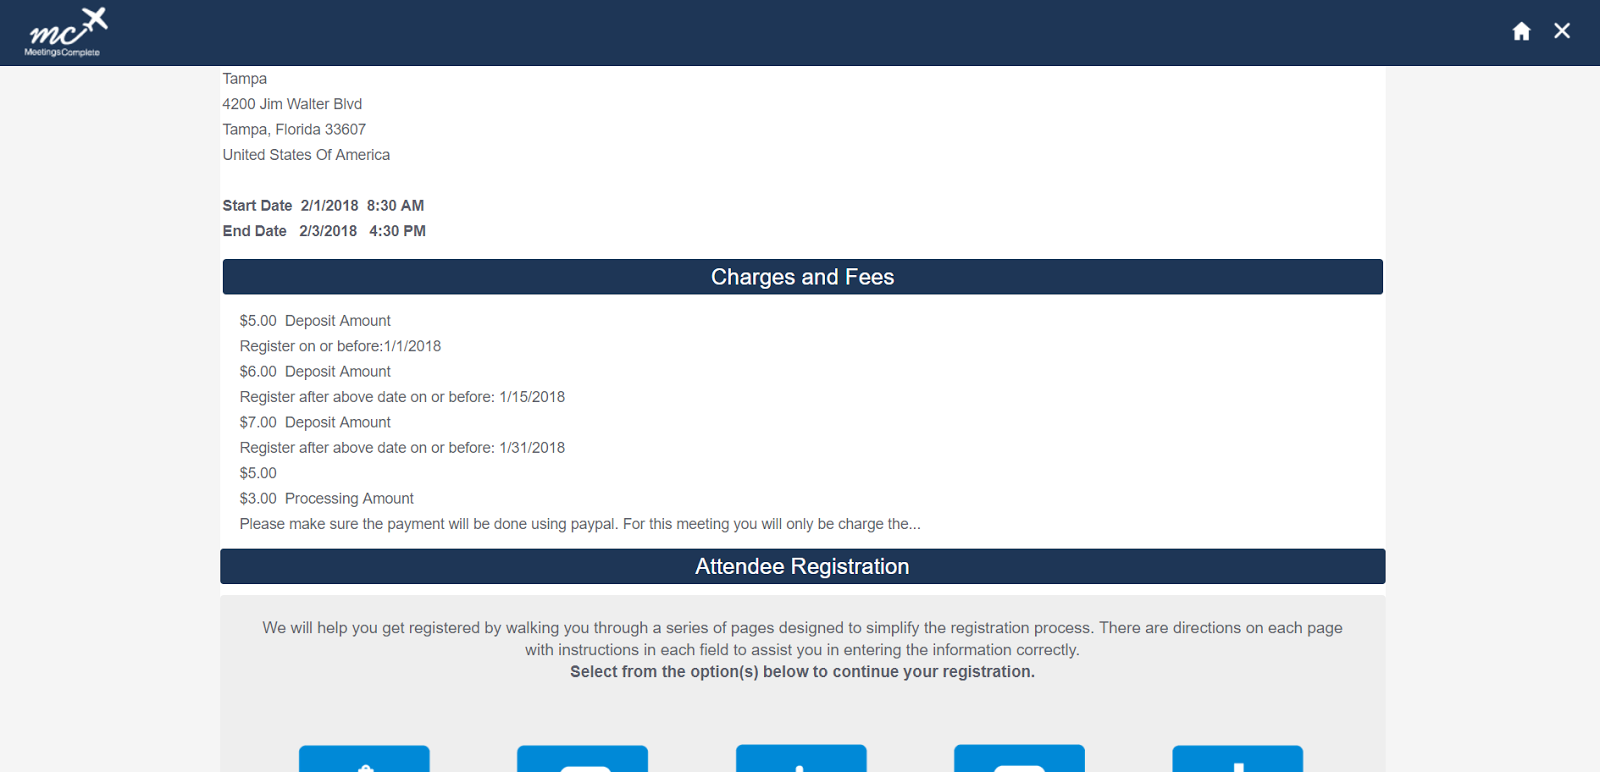 mc
MeetingsComplete
Tampa
4200 Jim Walter Blvd
Tampa, Florida 33607
United States Of America
Start Date 2/1/2018 8:30 AM
End Date 2/3/2018 4:30 PM
Charges and Fees
$5.00 Deposit Amount
Register on or before:1/1/2018
$6.00 Deposit Amount
Register after above date on or before: 1/15/2018
$7.00 Deposit Amount
Register after above date on or before: 1/31/2018
$5.00
$3.00 Processing Amount
Please make sure the payment will be done using paypal. For this meeting you will only be charge the...
Attendee Registration
We will help you get registered by walking you through a series of pages designed to simplify the registration process. There are directions on each page
with instructions in each field to assist you in entering the information correctly.
Select from the option(s) below to continue your registration.